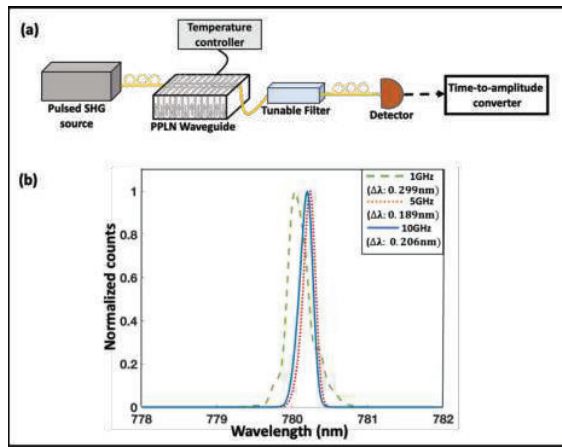 (a)
Temperature
controller
Pulsed SHG
source
PPLN Waveguide
Tunable Filter
Detector
Time-to-amplitude
converter
(b)
1GHz
(Δλ: 0.299nm)
5GHz
(Δλ: 0.189nm)
10GHz
(Δλ: 0.206nm)
Normalized counts
1
0.8
0.6
0.4
0.2
0
778
779
780
781
782
Wavelength (nm)